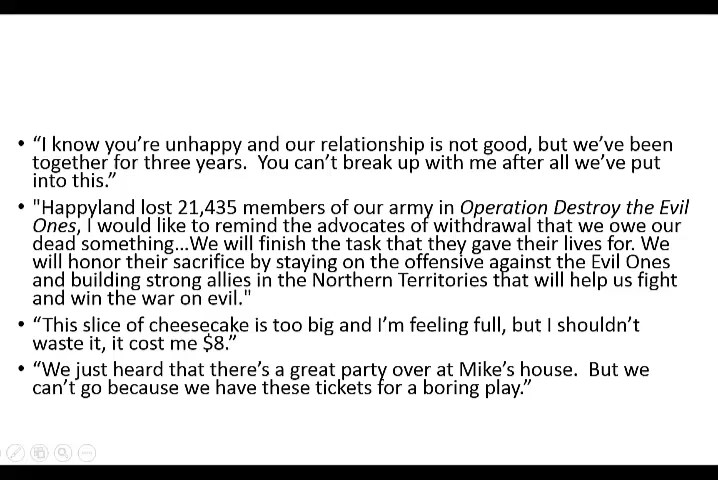 • “I know you’re unhappy and our relationship is not good, but we’ve been
together for three years.  You can’t break up with me after all we’ve put
into this.”
• "Happyland lost 21,435 members of our army in Operation Destroy the Evil
Ones, I would like to remind the advocates of withdrawal that we owe our
dead something...We will finish the task that they gave their lives for. We
will honor their sacrifice by staying on the offensive against the Evil Ones
and building strong allies in the Northern Territories that will help us fight
and win the war on evil."
• “This slice of cheesecake is too big and I’m feeling full, but I shouldn’t
waste it, it cost me $8.”
• “We just heard that there’s a great party over at Mike’s house.  But we
can’t go because we have these tickets for a boring play.”